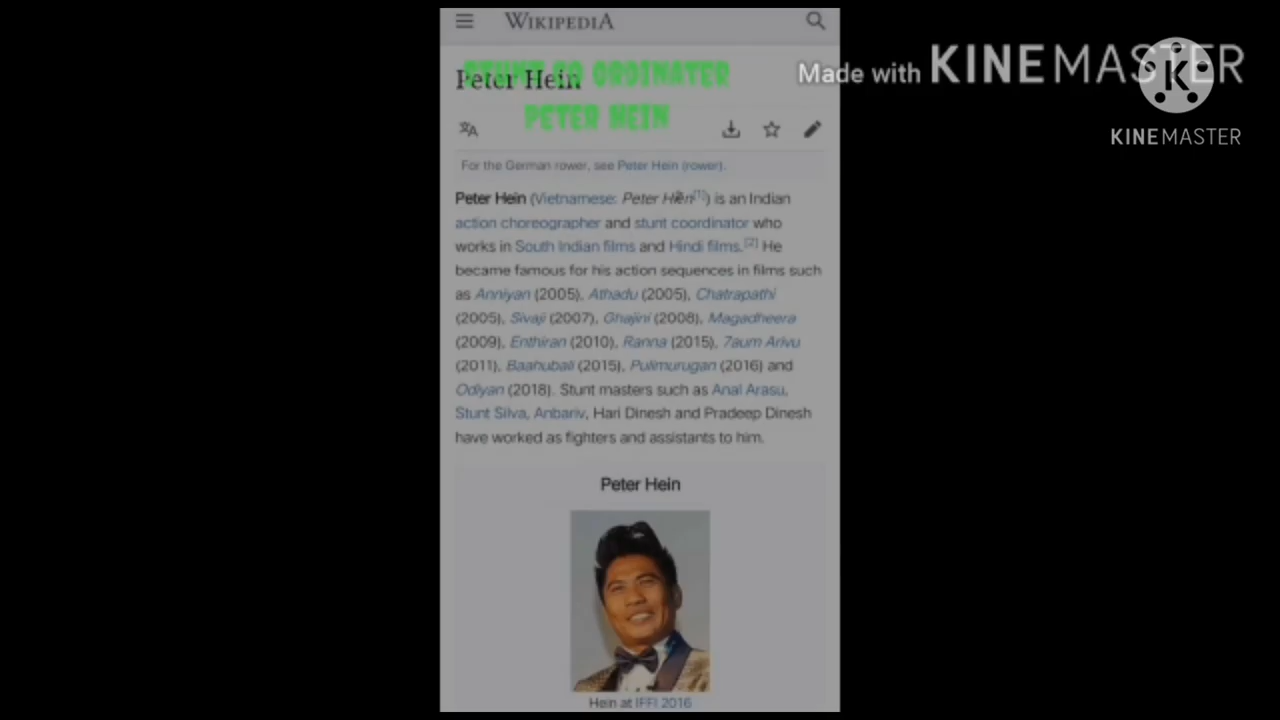 WIKIPEDIA
Peter Hein
STUNT CO ORDINATER
PETER HEIN
Made with KINEMASTER
K
KINEMASTER
For the German rower, see Peter Hein (rower).
Peter Hein (Vietnamese: Peter Hiền[1]) is an Indian
action choreographer and stunt coordinator who
works in South Indian films and Hindi films.[2] He
became famous for his action sequences in films such
as Anniyan (2005), Athadu (2005), Chatrapathi
(2005), Sivaji (2007), Ghajini (2008), Magadheera
(2009), Enthiran (2010), Ranna (2015), 7aum Arivu
(2011), Baahubali (2015), Pulimurugan (2016) and
Odiyan (2018). Stunt masters such as Anal Arasu,
Stunt Silva, Anbariv, Hari Dinesh and Pradeep Dinesh
have worked as fighters and assistants to him.
Peter Hein
Hein at IFFI 2016